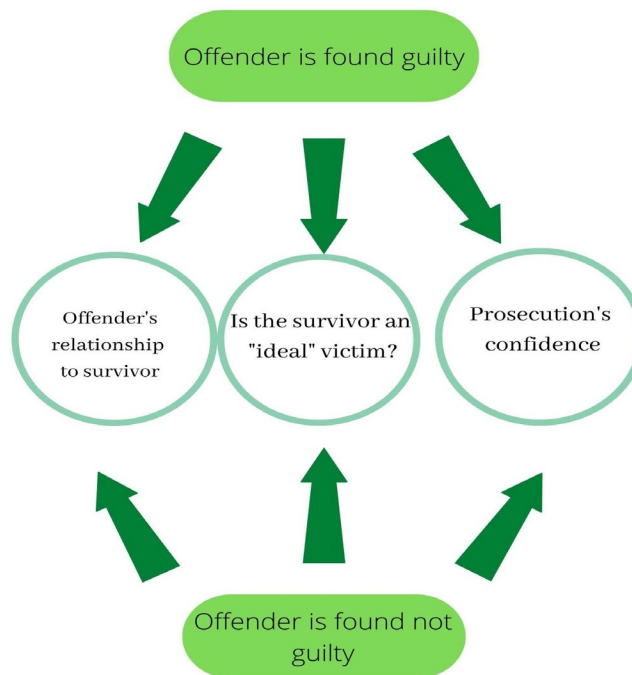 Offender is found guilty
Offender's
relationship
to survivor
Is the survivor an
"ideal" victim?
Prosecution's
confidence
Offender is found not
guilty